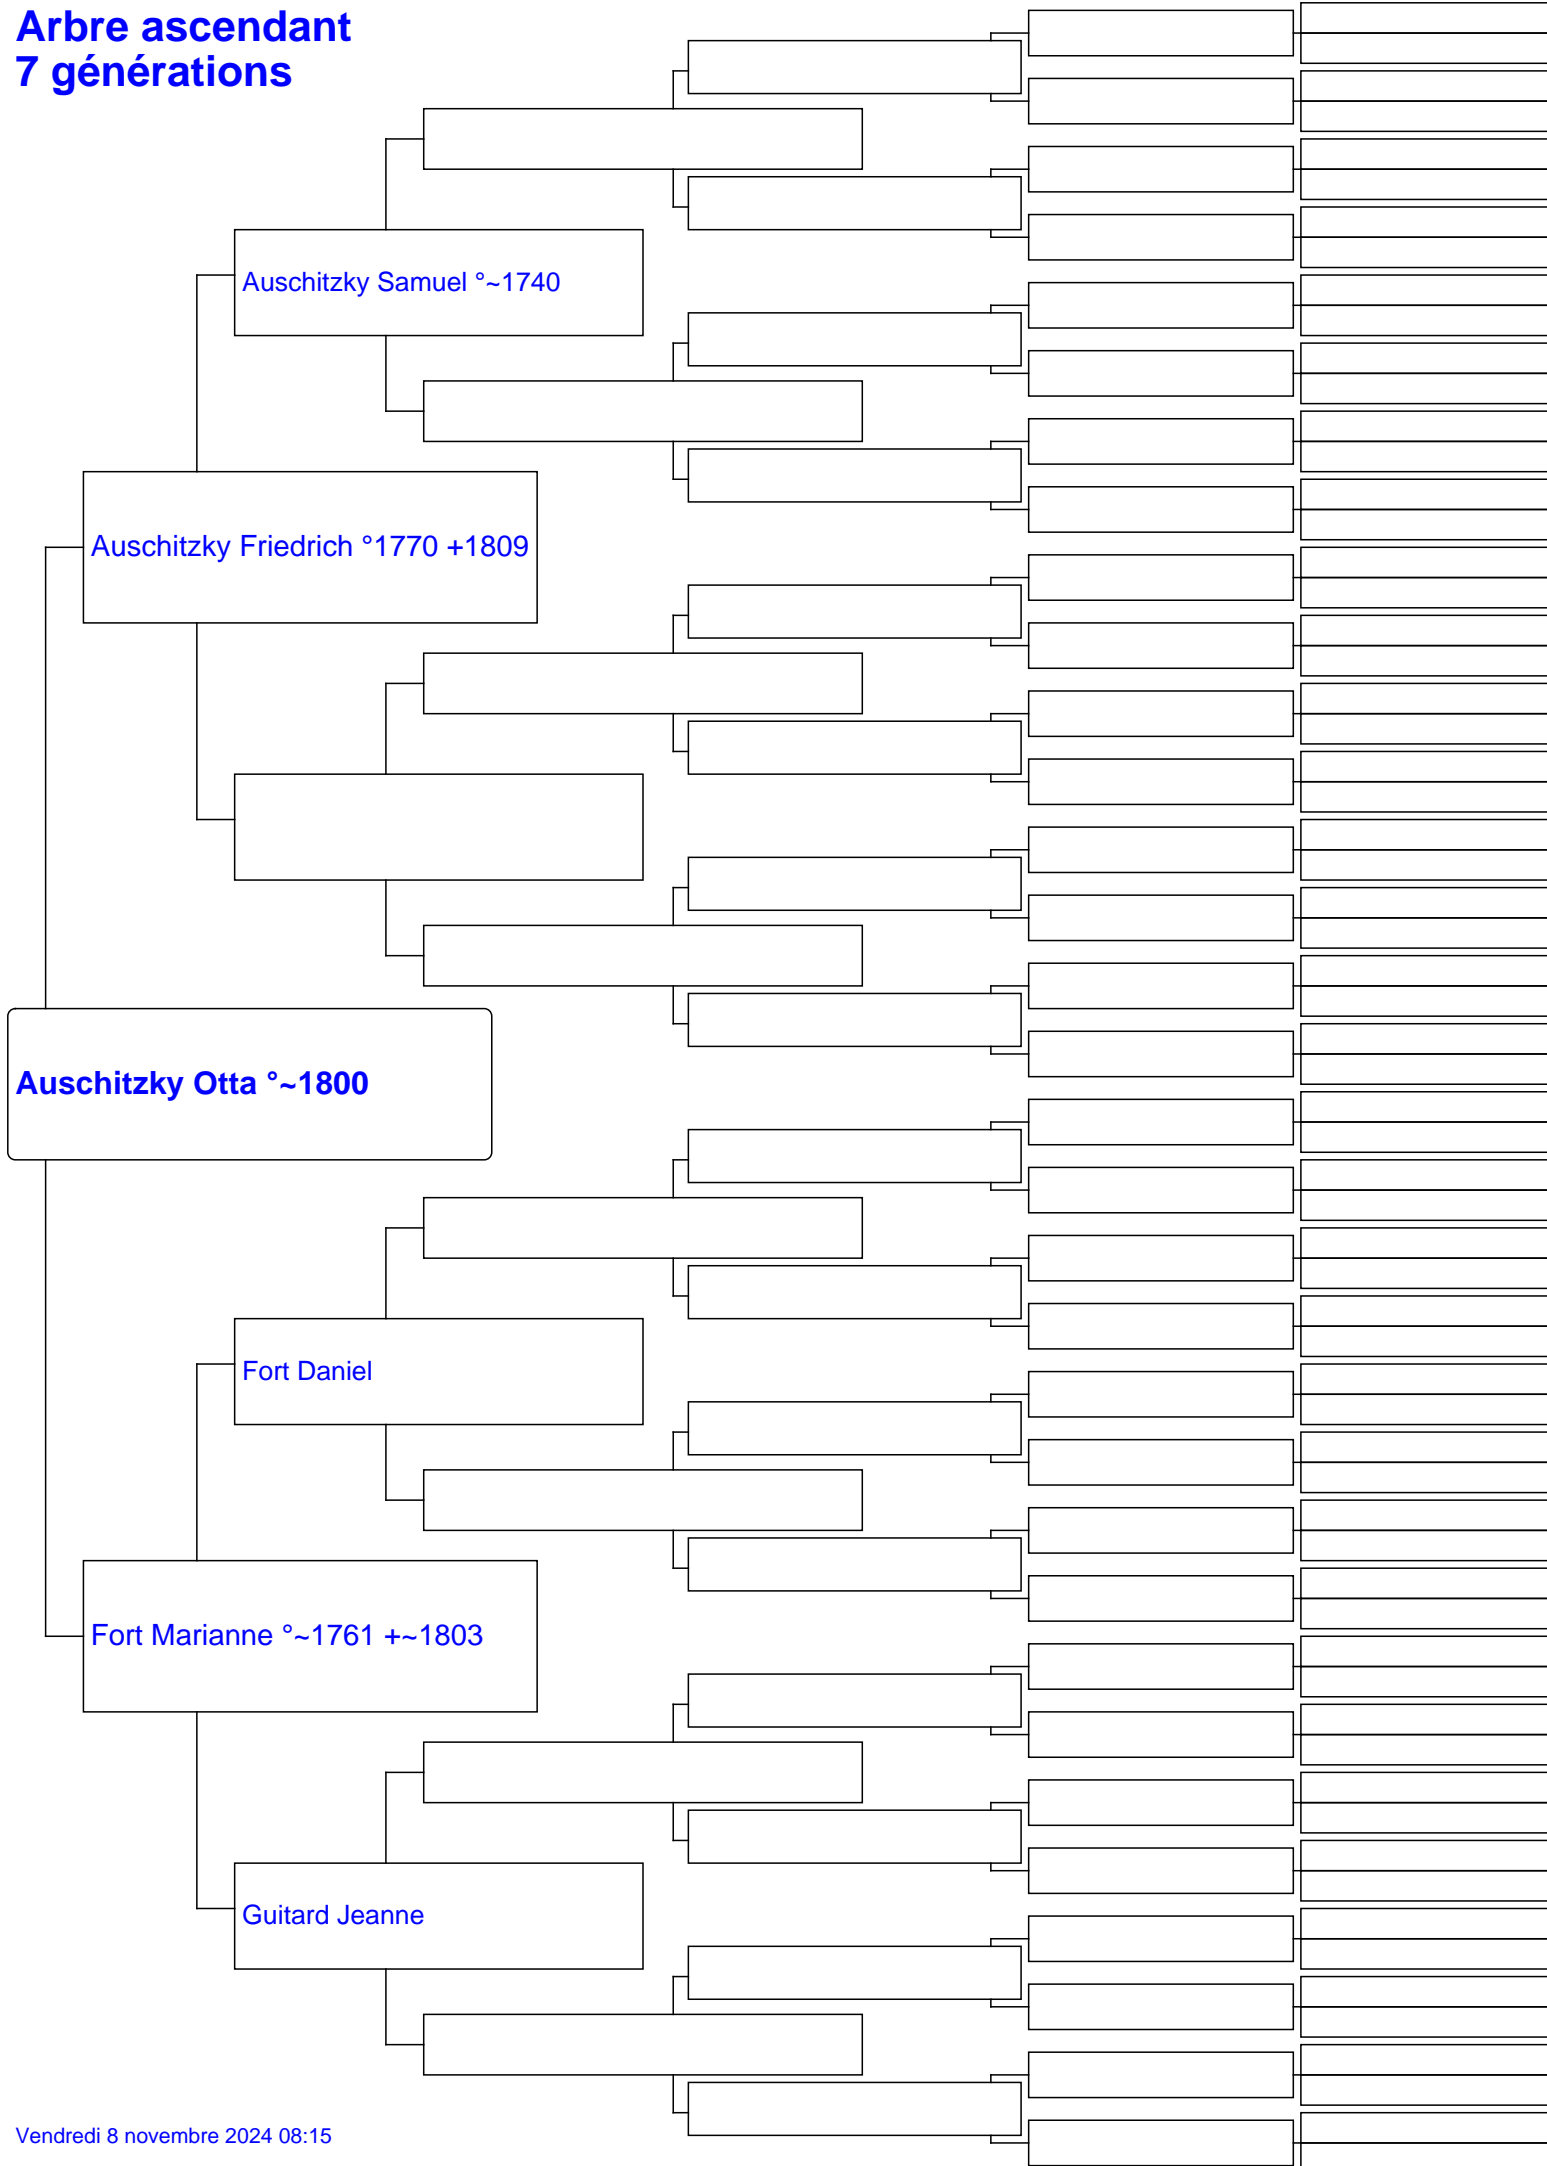 Arbre ascendant
7 générations
Auschitzky Samuel °~1740
Auschitzky Friedrich °1770 +1809
Auschitzky Otta °~1800
Fort Daniel
Fort Marianne °~1761 +~1803
Guitard Jeanne
Vendredi 8 novembre 2024 08:15